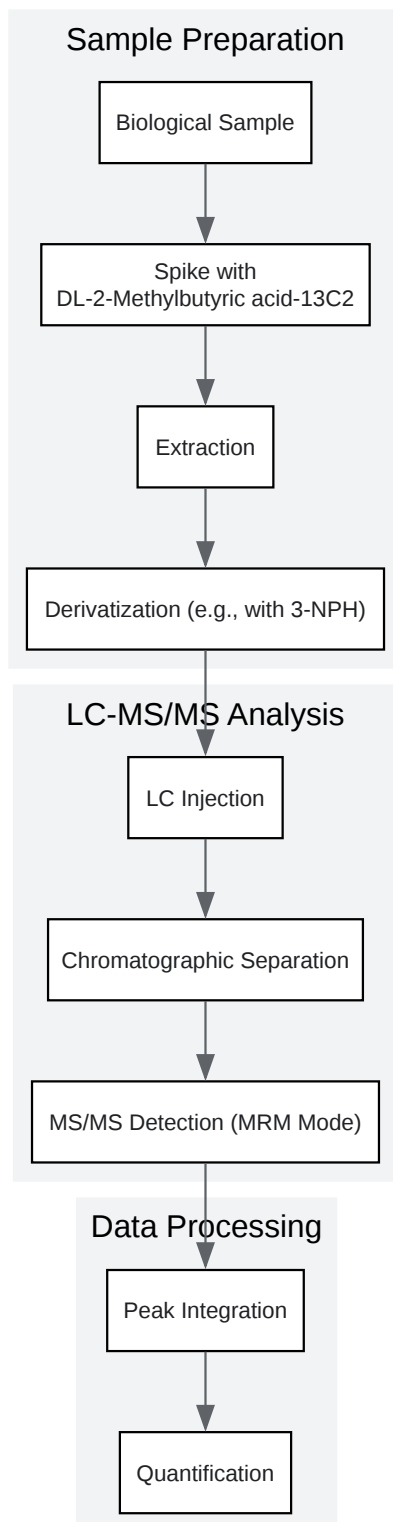 Sample Preparation
Biological Sample
Spike with
DL-2-Methylbutyric acid-13C2
Extraction
Derivatization (e.g., with 3-NPH)
LC-MS/MS Analysis
LC Injection
Chromatographic Separation
MS/MS Detection (MRM Mode)
Data Processing
Peak Integration
Quantification